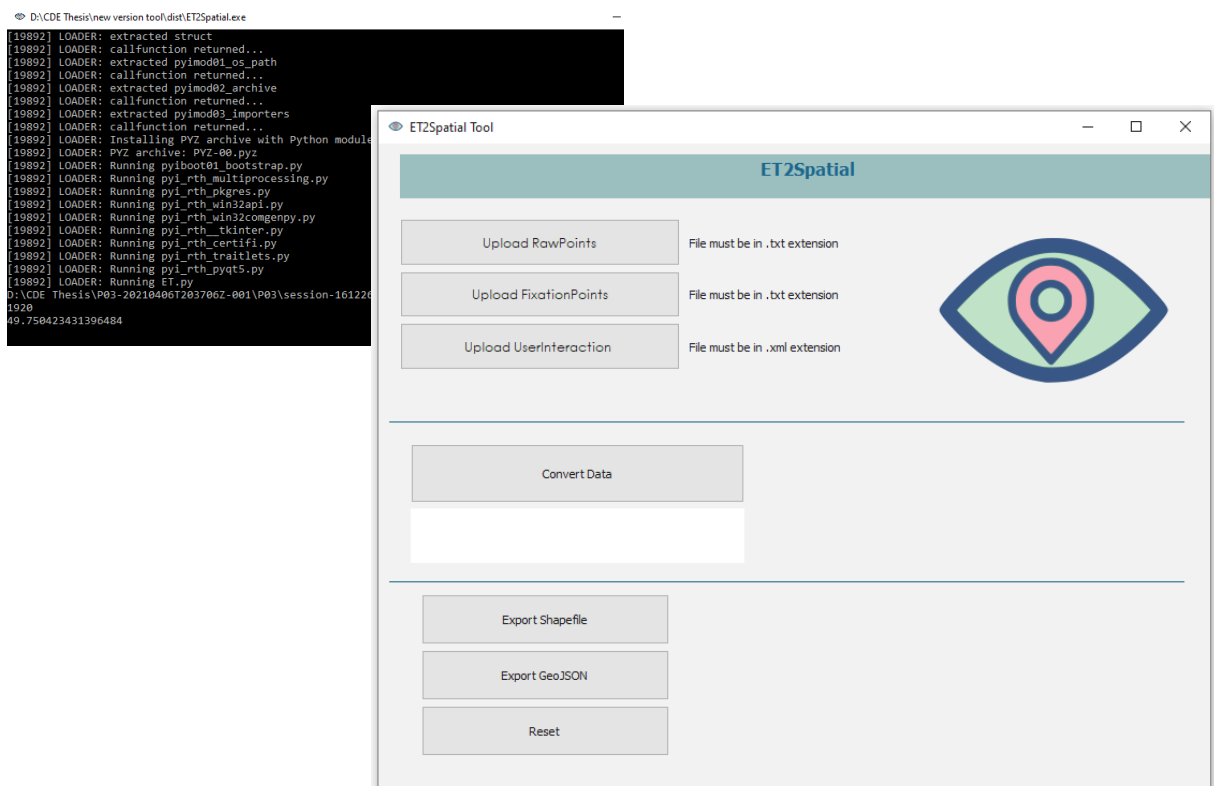 D:\CDE Thesis\new version tool\dist\ET2Spatial.exe
[19892] LOADER: extracted struct
[19892] LOADER: callfunction returned...
[19892] LOADER: extracted pyimod01_os_path
[19892] LOADER: callfunction returned...
[19892] LOADER: extracted pyimod02_archive
[19892] LOADER: callfunction returned...
[19892] LOADER: extracted pyimod03_importers
[19892] LOADER: callfunction returned...
[19892] LOADER: Installing PYZ archive with Python module
[19892] LOADER: PYZ archive: PYZ-00.pyz
[19892] LOADER: Running pyiboot01_bootstrap.py
[19892] LOADER: Running pyi_rth_multiprocessing.py
[19892] LOADER: Running pyi_rth_pkgres.py
[19892] LOADER: Running pyi_rth_win32api.py
[19892] LOADER: Running pyi_rth_win32comgenpy.py
[19892] LOADER: Running pyi_rth__tkinter.py
[19892] LOADER: Running pyi_rth_certifi.py
[19892] LOADER: Running pyi_rth_traitlets.py
[19892] LOADER: Running pyi_rth_pyqt5.py
[19892] LOADER: Running ET.py
D:\CDE Thesis\P03-20210406T203706Z-001\P03\session-161226
1920
49.750423431396484
ET2Spatial Tool
ET2Spatial
Upload RawPoints
File must be in .txt extension
Upload FixationPoints
File must be in .txt extension
Upload UserInteraction
File must be in .xml extension
Convert Data
Export Shapefile
Export GeoJSON
Reset